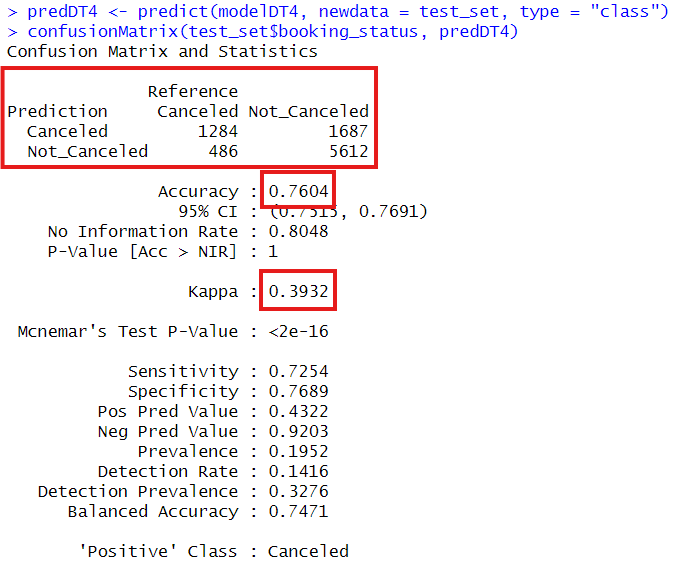 > predDT4 <- predict(modelDT4, newdata = test_set, type = "class")
> confusionMatrix(test_set$booking_status, predDT4)
Confusion Matrix and Statistics
Reference
Prediction Canceled Not_Canceled
Canceled 1284 1687
Not_Canceled 486 5612
Accuracy : 0.7604
95% CI : (0.7515, 0.7691)
No Information Rate : 0.8048
P-Value [Acc > NIR] : 1
Kappa : 0.3932
Mcnemar's Test P-Value : <2e-16
Sensitivity : 0.7254
Specificity : 0.7689
Pos Pred Value : 0.4322
Neg Pred Value : 0.9203
Prevalence : 0.1952
Detection Rate : 0.1416
Detection Prevalence : 0.3276
Balanced Accuracy : 0.7471
'Positive' Class : Canceled